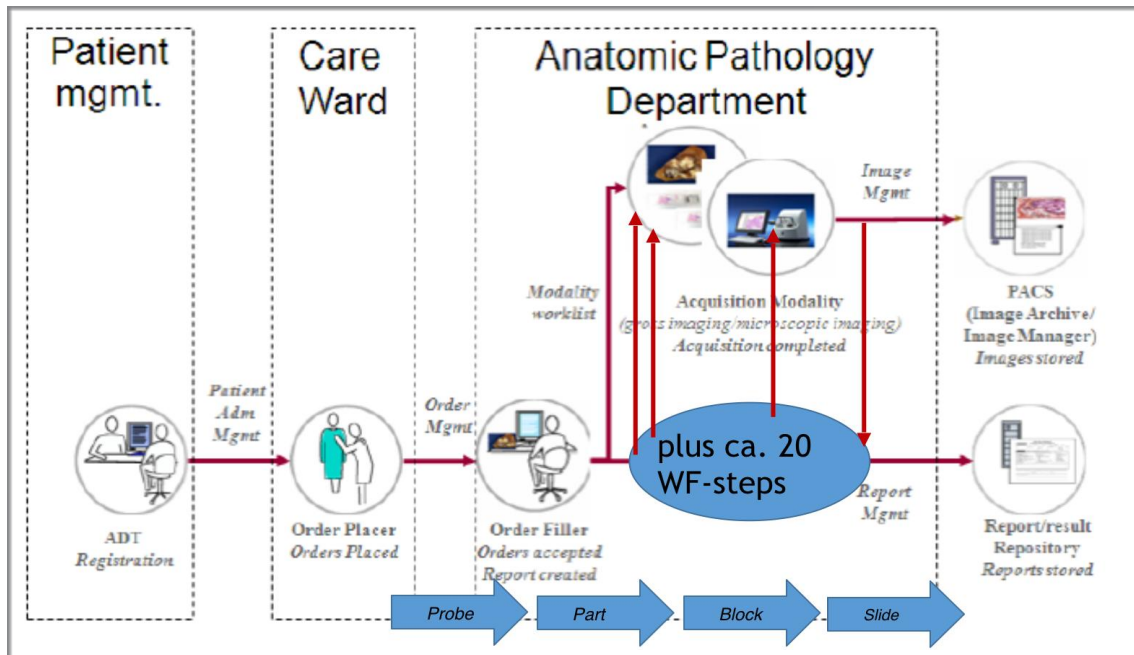 Patient
mgmt.
Care
Ward
Anatomic Pathology
Department
Image
Mgmt
Modality
worklist
Acquisition Modality
(gross imaging/microscopic imaging)
Acquisition completed
PACS
(Image Archive/
Image Manager)
Images stored
Patient
Adm
Mgmt
Order
Mgmt
plus ca. 20
WF-steps
Report
Mgmt
ADT
Registration
Order Placer
Orders Placed
Order Filler
Orders accepted
Report created
Report/result
Repository
Reports stored
Probe
Part
Block
Slide